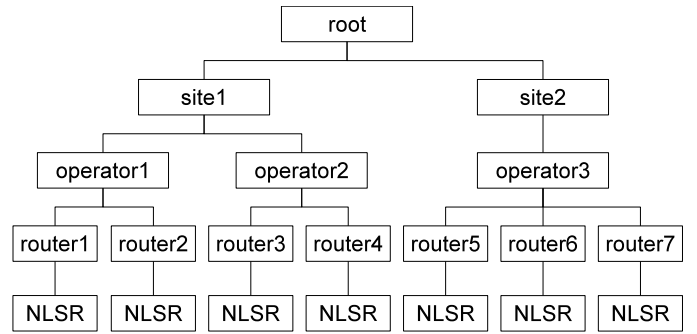 root
site1 site2
operator1 operator2 operator3
router1 router2 router3 router4 router5 router6 router7
NLSR NLSR NLSR NLSR NLSR NLSR NLSR